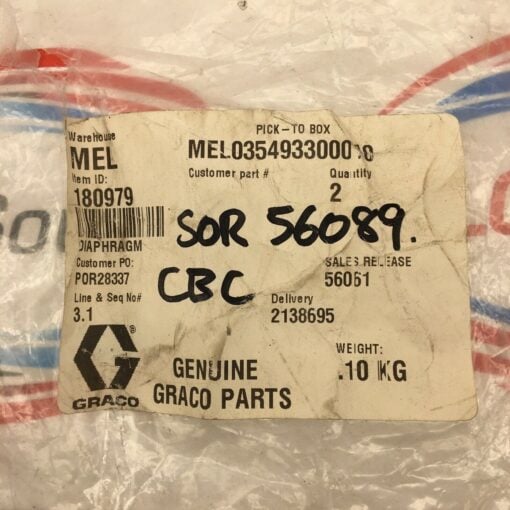 Warehouse
PICK-TO BOX
MEL
Item ID:
Customer part #
Quantity
180979
2
DIAPHRAGM
SOR 56089.
Customer PO:
SALES RELEASE
POR28337
CBC
56061
Line & Seq No#
Delivery
3.1
2138695
WEIGHT:
GENUINE
.10 KG
GRACO PARTS
GRACO